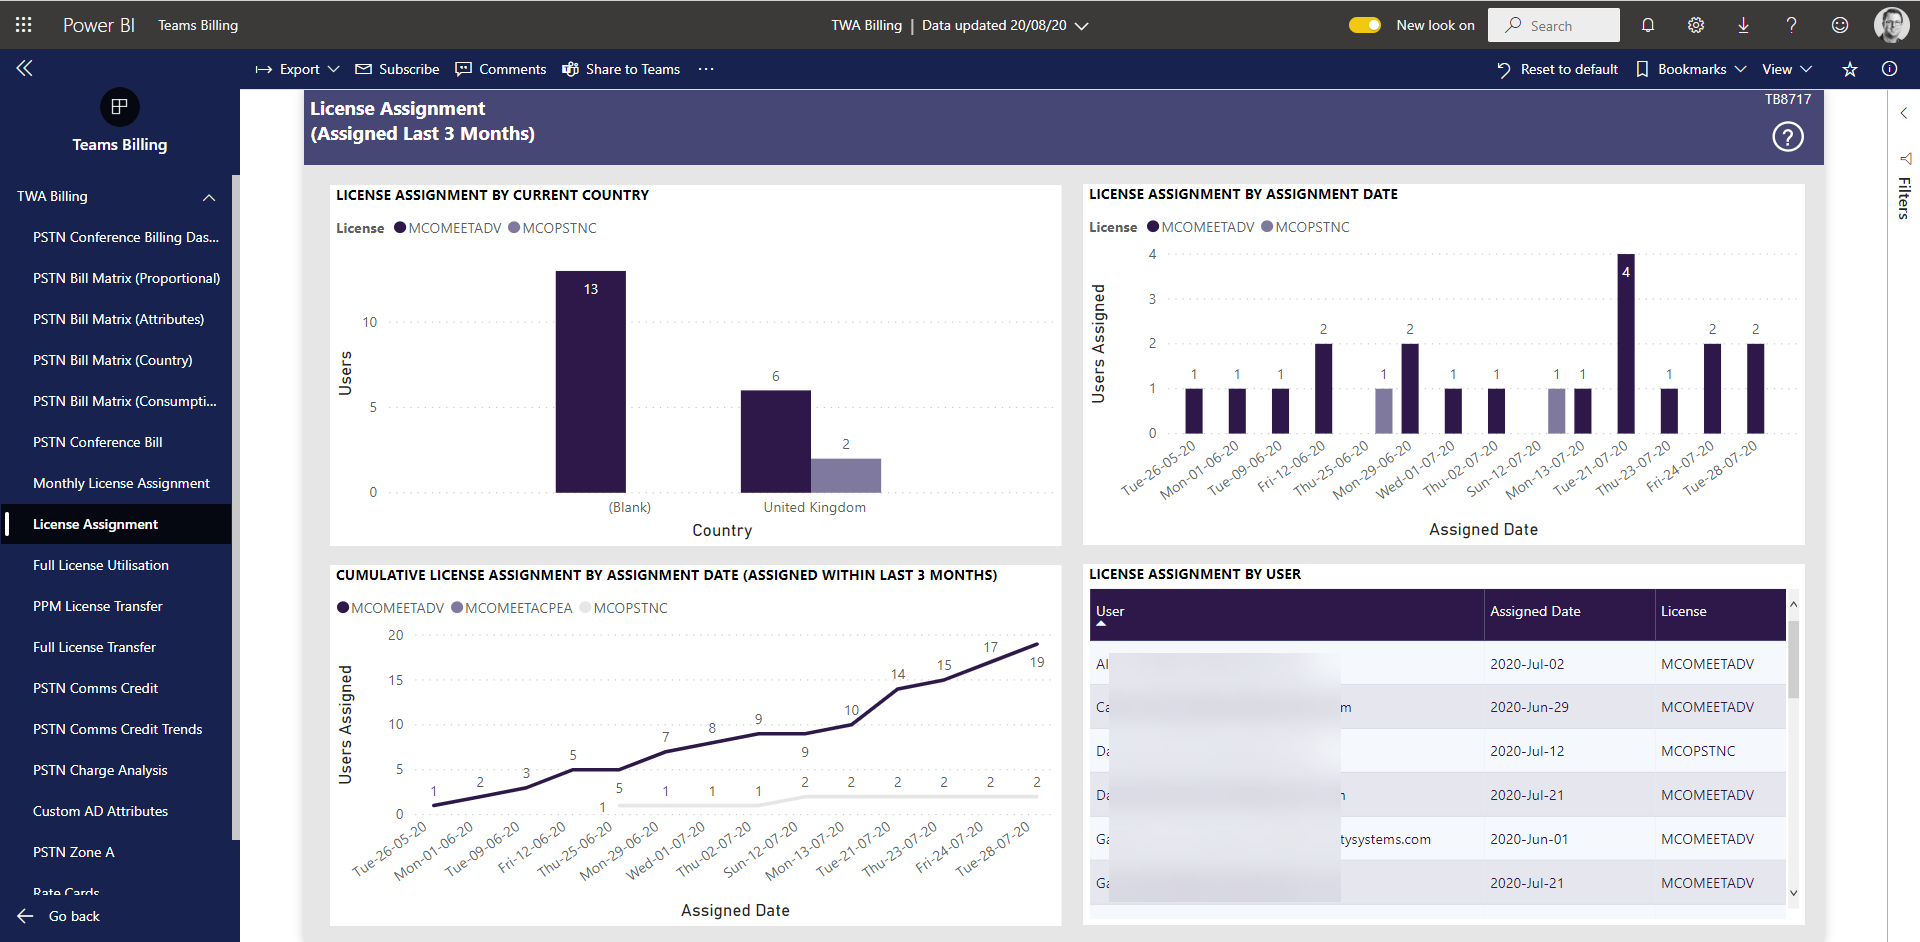 Power BI Teams Billing
TWA Billing | Data updated 20/08/20
New look on
Search
Export Subscribe Comments Share to Teams ...
Reset to default Bookmarks View
Teams Billing
TWA Billing
PSTN Conference Billing Das...
PSTN Bill Matrix (Proportional)
PSTN Bill Matrix (Attributes)
PSTN Bill Matrix (Country)
PSTN Bill Matrix (Consumpti...
PSTN Conference Bill
Monthly License Assignment
License Assignment
Full License Utilisation
PPM License Transfer
Full License Transfer
PSTN Comms Credit
PSTN Comms Credit Trends
PSTN Charge Analysis
Custom AD Attributes
PSTN Zone A
Rate Cards
Go back
License Assignment
(Assigned Last 3 Months)
TB8717
?
Filters
LICENSE ASSIGNMENT BY CURRENT COUNTRY
License MCOMEETADV MCOPSTNC
Users
10
5
0
13
6
2
(Blank) United Kingdom
Country
LICENSE ASSIGNMENT BY ASSIGNMENT DATE
License MCOMEETADV MCOPSTNC
Users Assigned
4
3
2
1
0
1 1 1 2 1 2 1 1 1 1 4 1 2 2
Tue-26-05-20
Mon-01-06-20
Tue-09-06-20
Fri-12-06-20
Thu-25-06-20
Mon-29-06-20
Wed-01-07-20
Thu-02-07-20
Sun-12-07-20
Mon-13-07-20
Tue-21-07-20
Thu-23-07-20
Fri-24-07-20
Tue-28-07-20
Assigned Date
CUMULATIVE LICENSE ASSIGNMENT BY ASSIGNMENT DATE (ASSIGNED WITHIN LAST 3 MONTHS)
MCOMEETADV MCOMEETACPEA MCOPSTNC
Users Assigned
20
15
10
5
0
1 2 3 5 5 7 8 9 9 10 14 15 17 19
1 1 1 1 2 2 2 2 2 2
Tue-26-05-20
Mon-01-06-20
Tue-09-06-20
Fri-12-06-20
Thu-25-06-20
Mon-29-06-20
Wed-01-07-20
Thu-02-07-20
Sun-12-07-20
Mon-13-07-20
Tue-21-07-20
Thu-23-07-20
Fri-24-07-20
Tue-28-07-20
Assigned Date
LICENSE ASSIGNMENT BY USER
User Assigned Date License
Al 2020-Jul-02 MCOMEETADV
Ca m 2020-Jun-29 MCOMEETADV
Da 2020-Jul-12 MCOPSTNC
Da 2020-Jul-21 MCOMEETADV
Ga tysystems.com 2020-Jun-01 MCOMEETADV
Ga 2020-Jul-21 MCOMEETADV